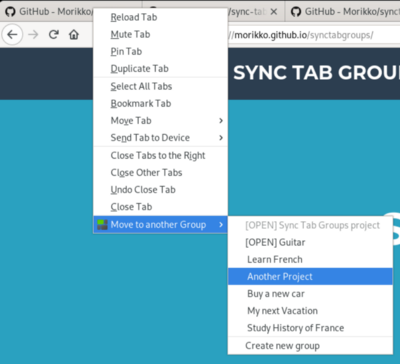 GitHub - Morikko
/sync-tab
GitHub - Morikko/sync
//morikko.github.io/synctabgroups/
SYNC TAB GROU
Reload Tab
Mute Tab
Pin Tab
Duplicate Tab
Select All Tabs
Bookmark Tab
Move Tab
Send Tab to Device
Close Tabs to the Right
Close Other Tabs
Undo Close Tab
Close Tab
Move to another Group
[OPEN] Sync Tab Groups project
[OPEN] Guitar
Learn French
Another Project
Buy a new car
My next Vacation
Study History of France
Create new group